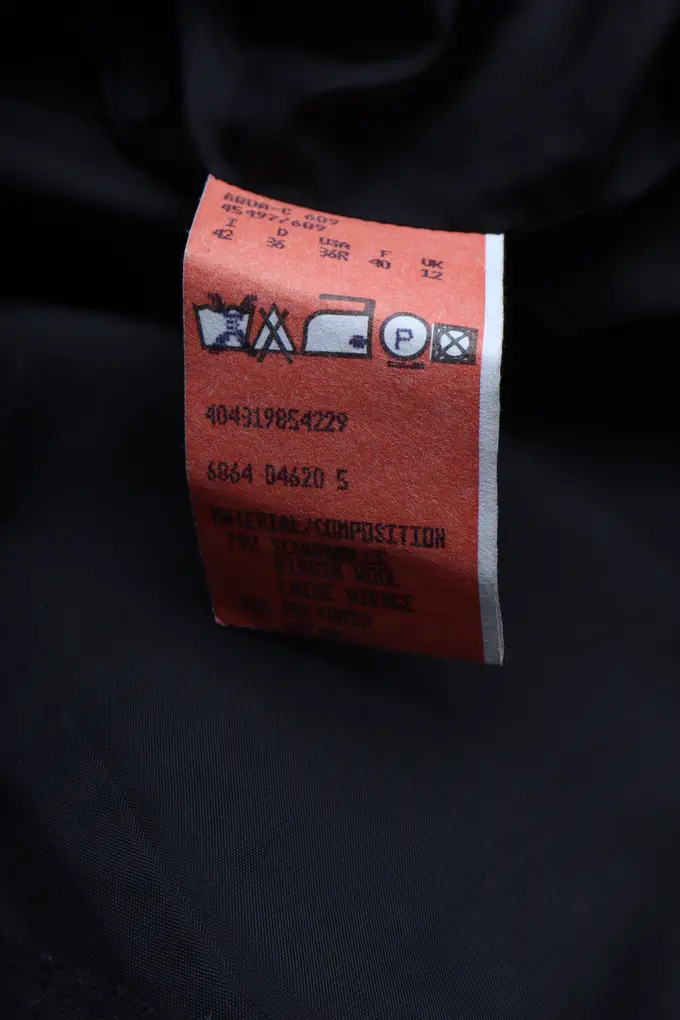 AQUA-C 609
45497/609
I D USA F UK
42 36 36R 40 12
P
404319854229
6864 04620 5
MATERIAL/COMPOSITION
SCHURWOLLE
VIRGIN WOOL
LAINE VIERGE